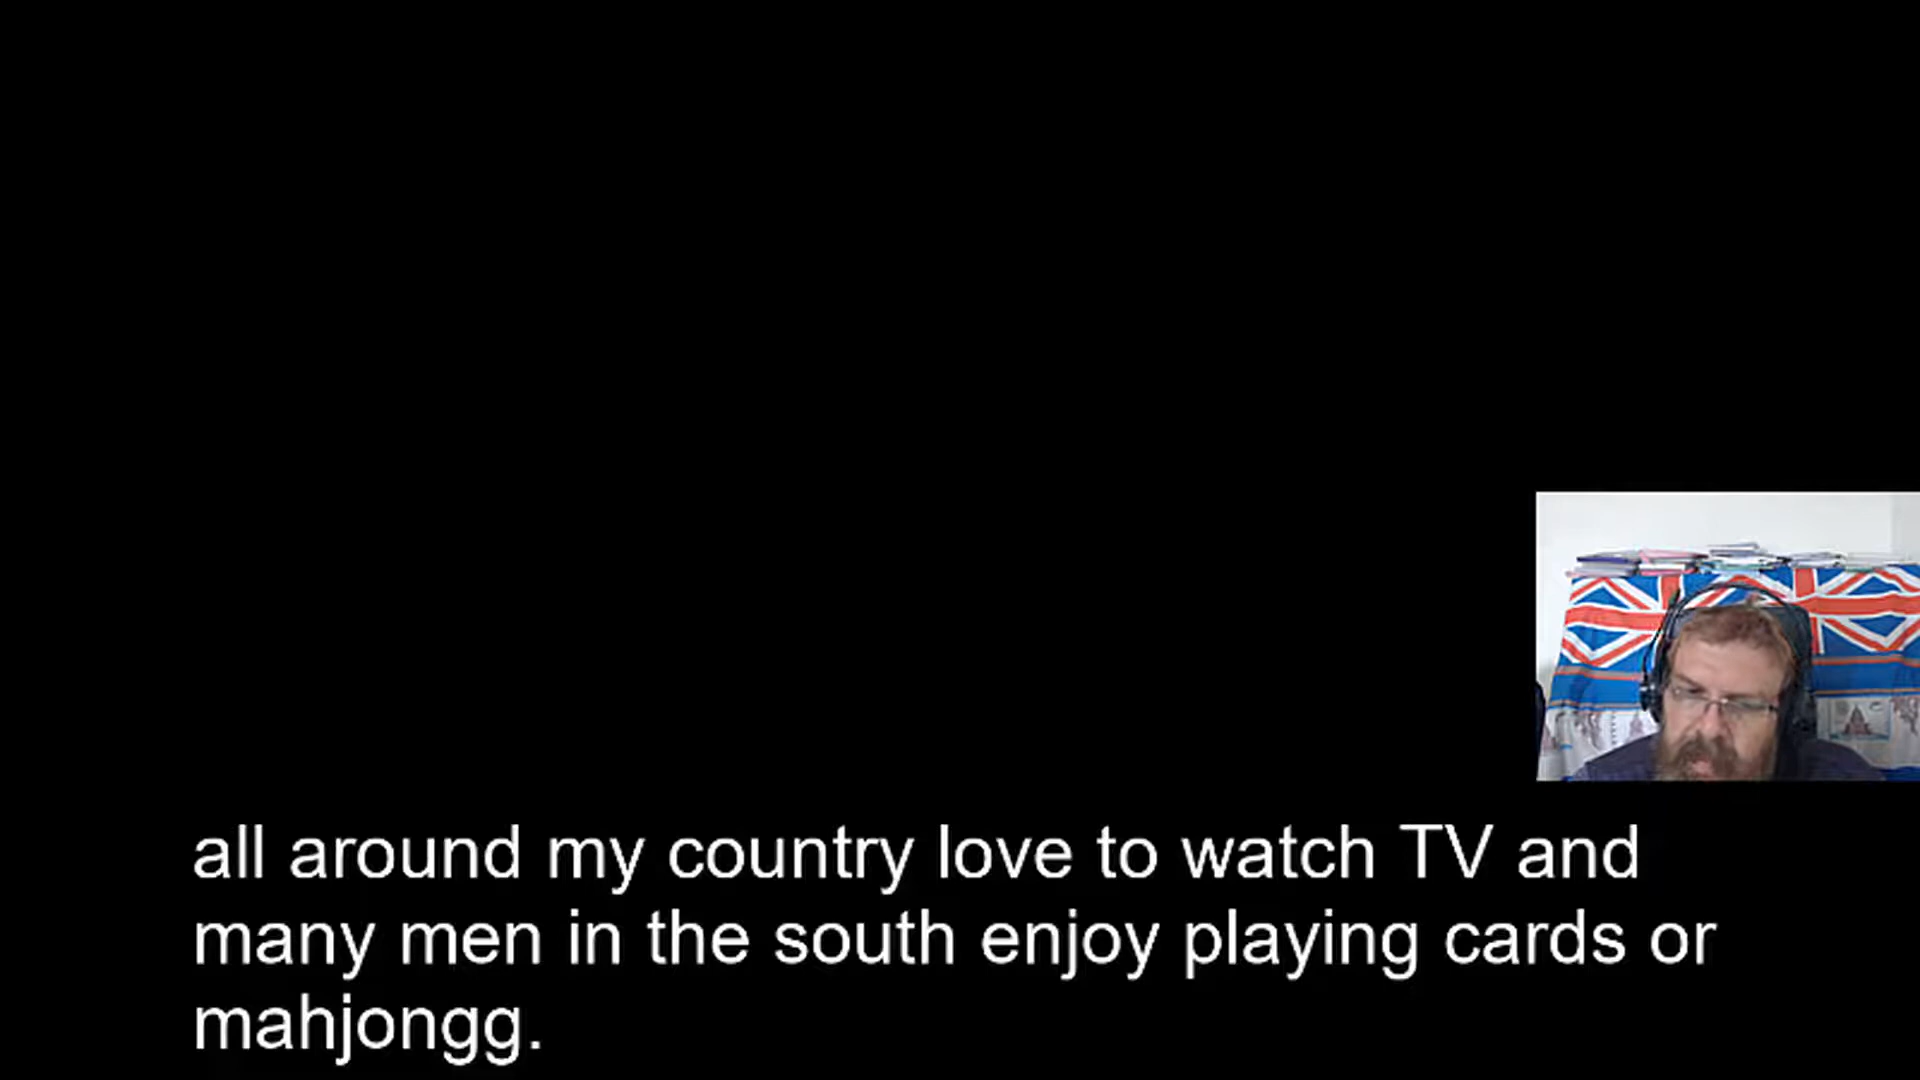 all around my country love to watch TV and
many men in the south enjoy playing cards or
mahjongg.